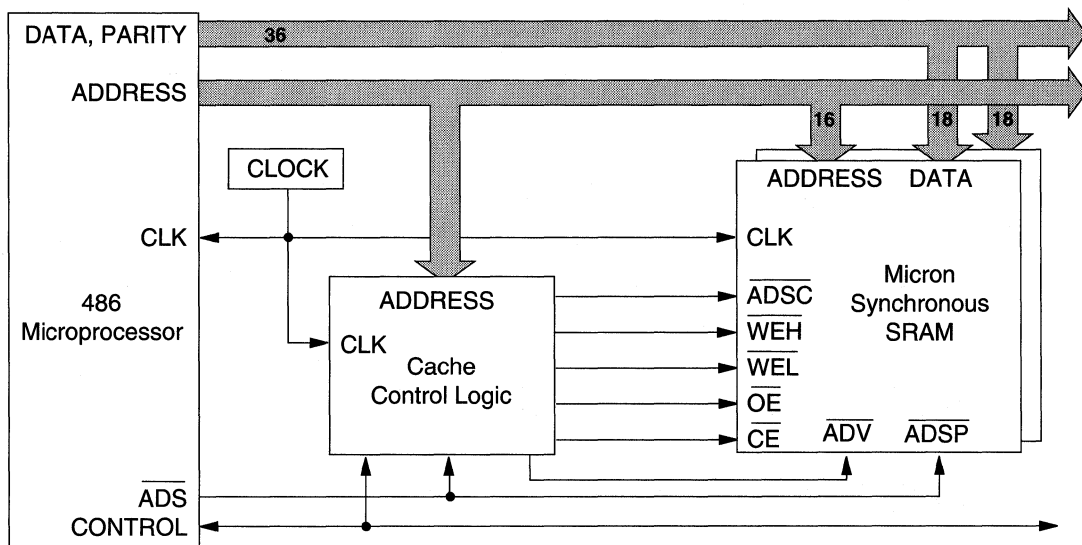 DATA, PARITY
36
ADDRESS
16
18
18
CLOCK
ADDRESS DATA
CLK
CLK
486
Microprocessor
ADDRESS
CLK
Cache
Control Logic
ADSC
WEH
WEL
OE
CE
ADV
ADSP
Micron
Synchronous
SRAM
ADS
CONTROL